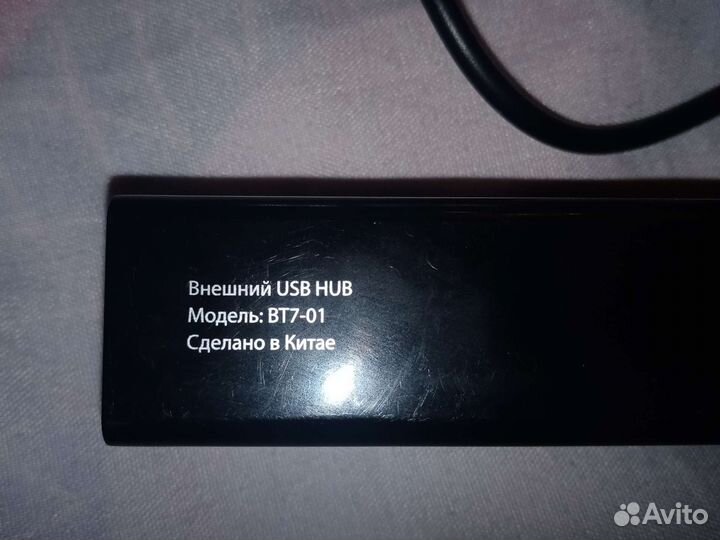 Внешний USB HUB
Модель: BT7-01
Сделано в Китае
Avito